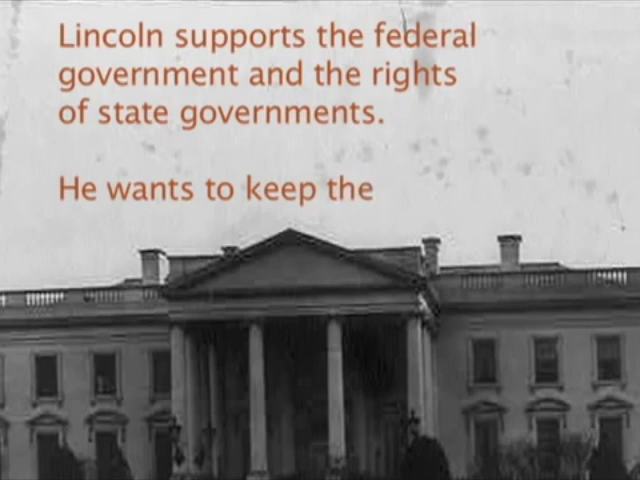 Lincoln supports the federal
government and the rights
of state governments.
He wants to keep the